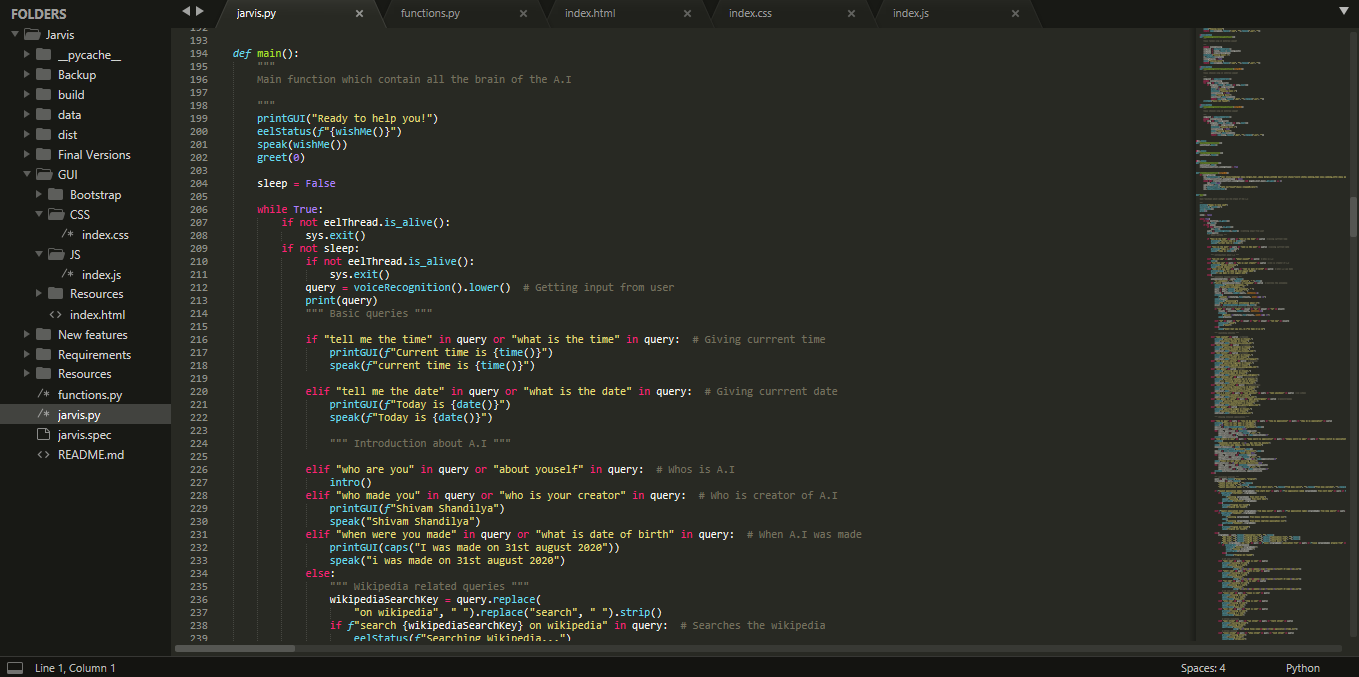 FOLDERS
Jarvis
__pycache__
Backup
build
data
dist
Final Versions
GUI
Bootstrap
CSS
/* index.css
JS
/* index.js
Resources
<> index.html
New features
Requirements
Resources
/* functions.py
/* jarvis.py
jarvis.spec
<> README.md
jarvis.py × functions.py × index.html × index.css × index.js ×
192
193
194 def main():
195 """
196 Main function which contain all the brain of the A.I
197
198 """
199 printGUI("Ready to help you!")
200 eelStatus(f"{wishMe()}")
201 speak(wishMe())
202 greet(0)
203
204 sleep = False
205
206 while True:
207 if not eelThread.is_alive():
208 sys.exit()
209 if not sleep:
210 if not eelThread.is_alive():
211 sys.exit()
212 query = voiceRecognition().lower()  # Getting input from user
213 print(query)
214 """ Basic queries """
215
216 if "tell me the time" in query or "what is the time" in query:  # Giving currrent time
217 printGUI(f"Current time is {time()}")
218 speak(f"current time is {time()}")
219
220 elif "tell me the date" in query or "what is the date" in query:  # Giving currrent date
221 printGUI(f"Today is {date()}")
222 speak(f"Today is {date()}")
223
224 """ Introduction about A.I """
225
226 elif "who are you" in query or "about youself" in query:  # Whos is A.I
227 intro()
228 elif "who made you" in query or "who is your creator" in query:  # Who is creator of A.I
229 printGUI(f"Shivam Shandilya")
230 speak("Shivam Shandilya")
231 elif "when were you made" in query or "what is date of birth" in query:  # When A.I was made
232 printGUI(caps("I was made on 31st august 2020"))
233 speak("i was made on 31st august 2020")
234 else:
235 """ Wikipedia related queries """
236 wikipediaSearchKey = query.replace(
237 "on wikipedia", " ").replace("search", " ").strip()
238 if f"search {wikipediaSearchKey} on wikipedia" in query:  # Searches the wikipedia
239 eelStatus(f"Searching Wikipedia...")
Line 1, Column 1
Spaces: 4
Python